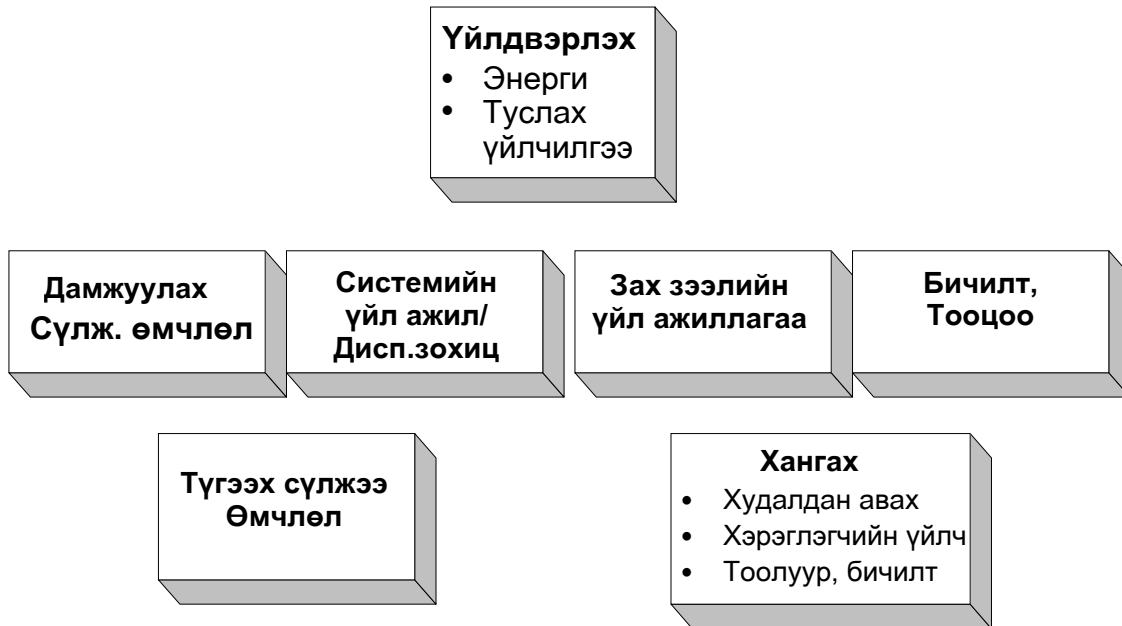 Үйлдвэрлэх
• Энерги
• Туслах
үйлчилгээ
Дамжуулах
Сүлж. өмчлөл
Системийн
үйл ажил/
Дисп.зохиц
Зах зээлийн
үйл ажиллагаа
Бичилт,
Тооцоо
Түгээх сүлжээ
Өмчлөл
Хангах
• Худалдан авах
• Хэрэглэгчийн үйлч
• Тоолуур, бичилт